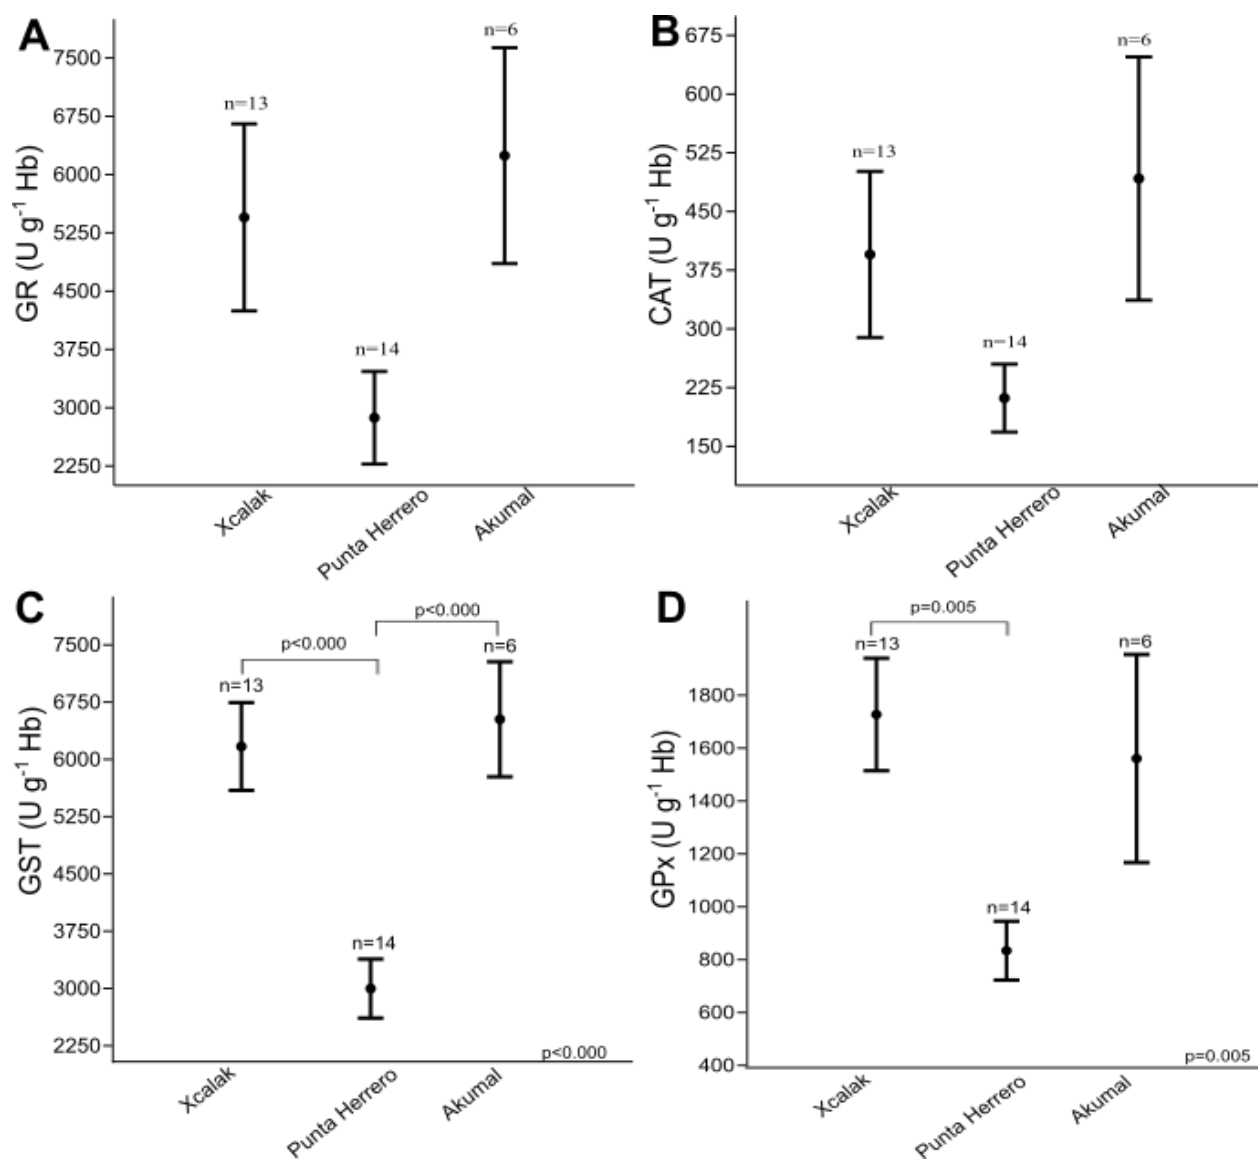 A
GR (U g⁻¹ Hb)
7500
6750
6000
5250
4500
3750
3000
2250
n=13
n=14
n=6
Xcalak
Punta Herrero
Akumal
B
CAT (U g⁻¹ Hb)
675
600
525
450
375
300
225
150
n=13
n=14
n=6
Xcalak
Punta Herrero
Akumal
C
GST (U g⁻¹ Hb)
7500
6750
6000
5250
4500
3750
3000
2250
p<0.000
p<0.000
n=13
n=14
n=6
p<0.000
Xcalak
Punta Herrero
Akumal
D
GPx (U g⁻¹ Hb)
1800
1600
1400
1200
1000
800
600
400
p=0.005
n=13
n=14
n=6
p=0.005
Xcalak
Punta Herrero
Akumal